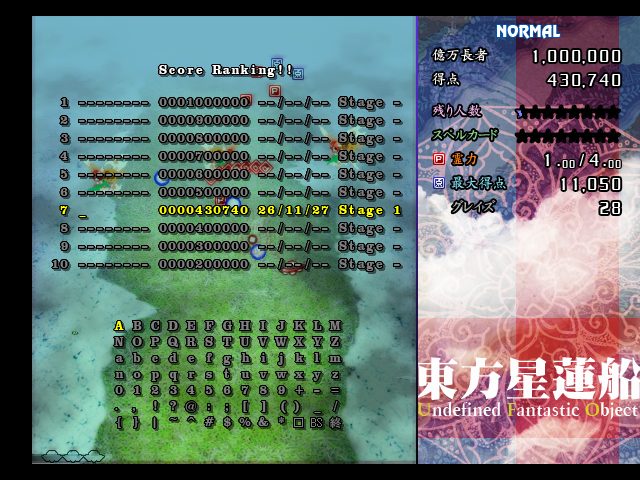 Score Ranking!!
1 -------- 0001000000 --/--/-- Stage -
2 -------- 0000900000 --/--/-- Stage -
3 -------- 0000800000 --/--/-- Stage -
4 -------- 0000700000 --/--/-- Stage -
5 -------- 0000600000 --/--/-- Stage -
6 -------- 0000500000 --/--/-- Stage -
7 _ 0000430740 26/11/27 Stage 1
8 -------- 0000400000 --/--/-- Stage -
9 -------- 0000300000 --/--/-- Stage -
10 -------- 0000200000 --/--/-- Stage -
A B C D E F G H I J K L M
N O P Q R S T U V W X Y Z
a b c d e f g h i j k l m
n o p q r s t u v w x y z
0 1 2 3 4 5 6 7 8 9 + - =
. , ! ? @ : ; [ ] ( ) _ /
{ } | ~ ^ # $ % & * □ BS 終
NORMAL
億万長者 1,000,000
得点 430,740
残り人数
スペルカード
P 霊力 1.00/4.00
点 最大得点 11,050
グレイズ 28
東方星蓮船
Undefined Fantastic Object